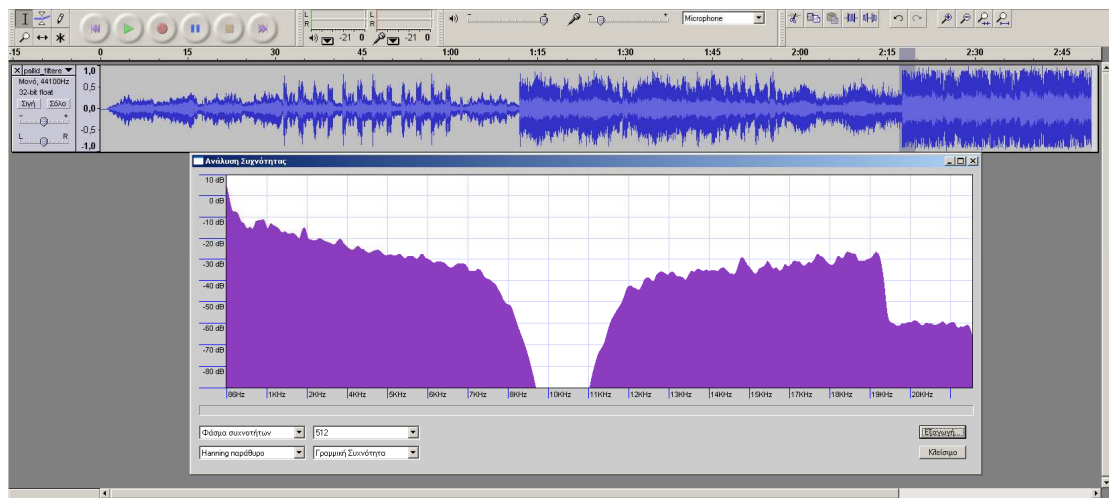 L
R
-21 0
L
R
-21 0
- +
- +
Microphone
-15 0 15 30 45 1:00 1:15 1:30 1:45 2:00 2:15 2:30 2:45
pallid_filtere
Μονό, 44100Hz
32-bit float
Σιγή Σόλο
- +
L R
1,0
0,5
0,0
-0,5
-1,0
Ανάλυση Συχνότητας
10 dB
0 dB
-10 dB
-20 dB
-30 dB
-40 dB
-50 dB
-60 dB
-70 dB
-80 dB
86Hz 1KHz 2KHz 4KHz 5KHz 6KHz 7KHz 8KHz 10KHz 11KHz 12KHz 13KHz 14KHz 15KHz 17KHz 18KHz 19KHz 20KHz
Φάσμα συχνοτήτων 512 Εξαγωγή...
Hanning παράθυρο Γραμμική Συχνότητα Κλείσιμο